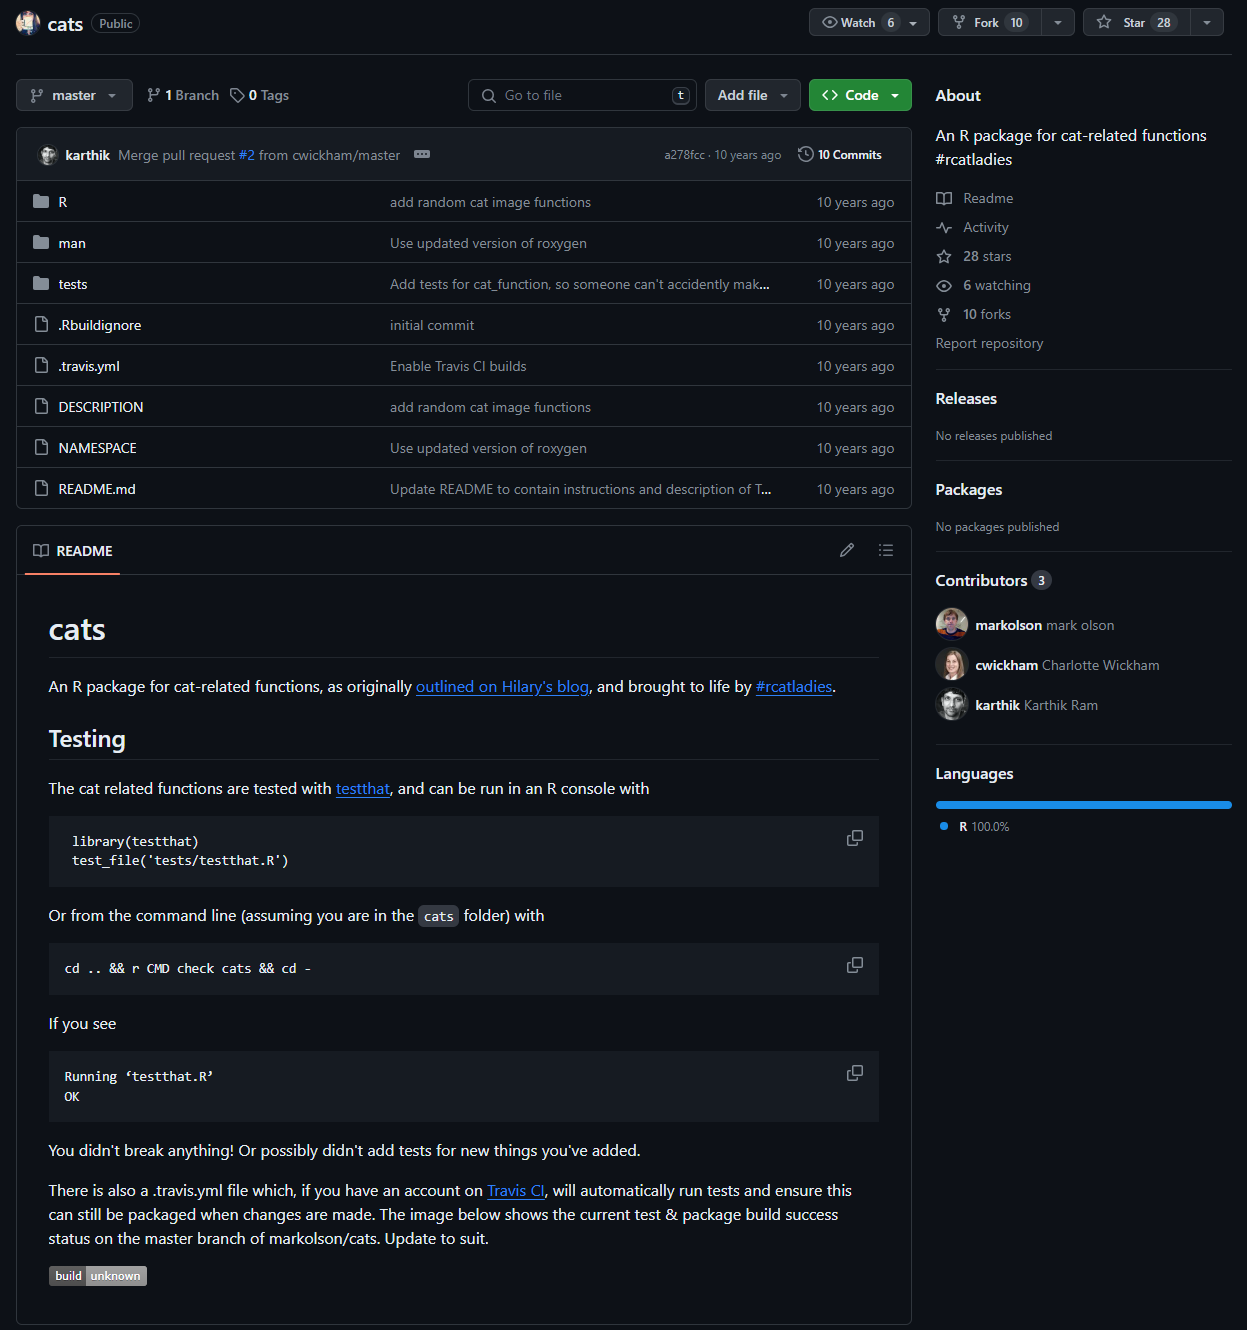 cats Public
Watch 6
Fork 10
Star 28
master
1 Branch
0 Tags
Go to file
t
Add file
Code
karthik Merge pull request #2 from cwickham/master
a278fcc · 10 years ago
10 Commits
R add random cat image functions 10 years ago
man Use updated version of roxygen 10 years ago
tests Add tests for cat_function, so someone can't accidently mak... 10 years ago
.Rbuildignore initial commit 10 years ago
.travis.yml Enable Travis CI builds 10 years ago
DESCRIPTION add random cat image functions 10 years ago
NAMESPACE Use updated version of roxygen 10 years ago
README.md Update README to contain instructions and description of T... 10 years ago
README
cats
An R package for cat-related functions, as originally outlined on Hilary's blog, and brought to life by #rcatladies.
Testing
The cat related functions are tested with testthat, and can be run in an R console with
library(testthat)
test_file('tests/testthat.R')
Or from the command line (assuming you are in the cats folder) with
cd .. && r CMD check cats && cd -
If you see
Running ‘testthat.R’
OK
You didn't break anything! Or possibly didn't add tests for new things you've added.
There is also a .travis.yml file which, if you have an account on Travis CI, will automatically run tests and ensure this
can still be packaged when changes are made. The image below shows the current test & package build success
status on the master branch of markolson/cats. Update to suit.
build unknown
About
An R package for cat-related functions
#rcatladies
Readme
Activity
28 stars
6 watching
10 forks
Report repository
Releases
No releases published
Packages
No packages published
Contributors 3
markolson mark olson
cwickham Charlotte Wickham
karthik Karthik Ram
Languages
R 100.0%